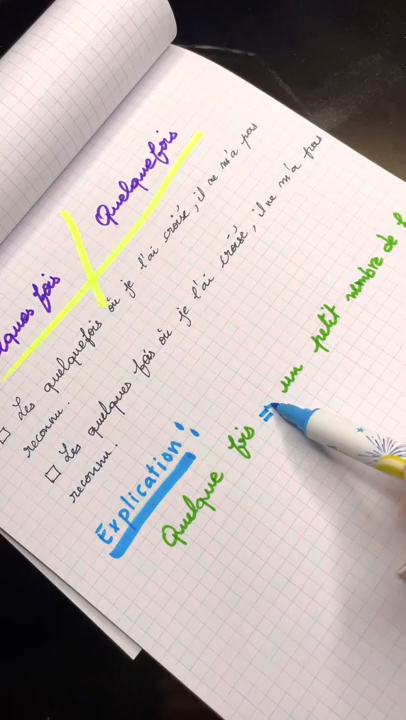 ques fois / Quelquefois
□ Les quelquefois où je l'ai croisé, il ne m'a pas
reconnu.
□ Les quelques fois où je l'ai croisé, il ne m'a pas
reconnu.
Explication :
Quelque fois = un petit nombre de f